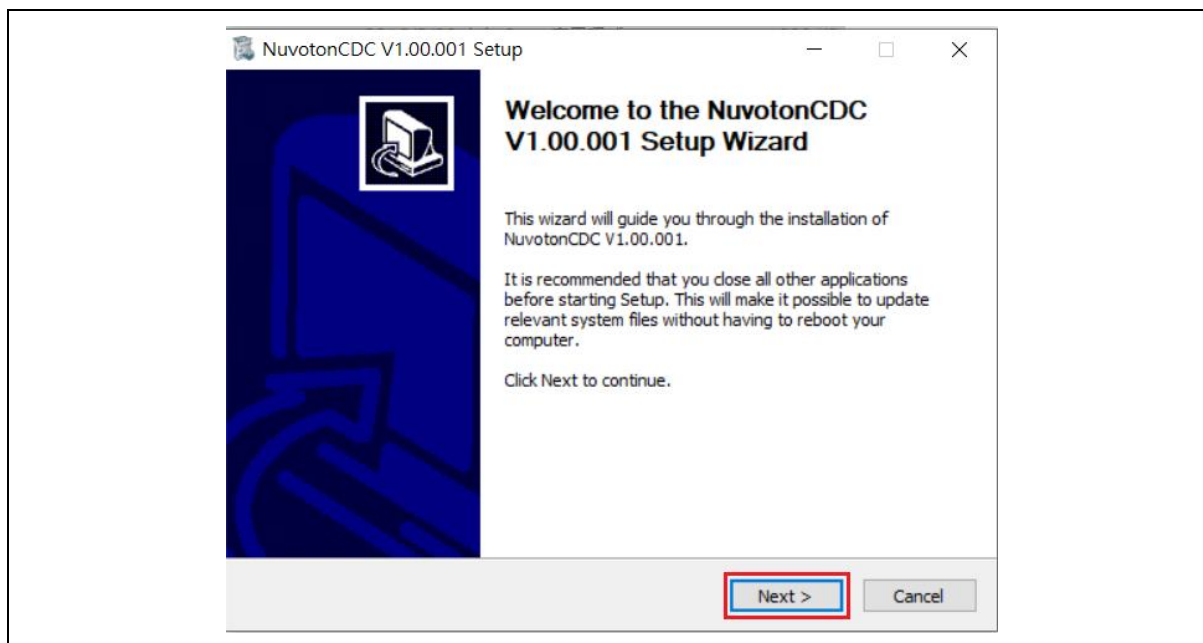 NuvotonCDC V1.00.001 Setup
Welcome to the NuvotonCDC
V1.00.001 Setup Wizard
This wizard will guide you through the installation of
NuvotonCDC V1.00.001.
It is recommended that you close all other applications
before starting Setup. This will make it possible to update
relevant system files without having to reboot your
computer.
Click Next to continue.
Next >
Cancel